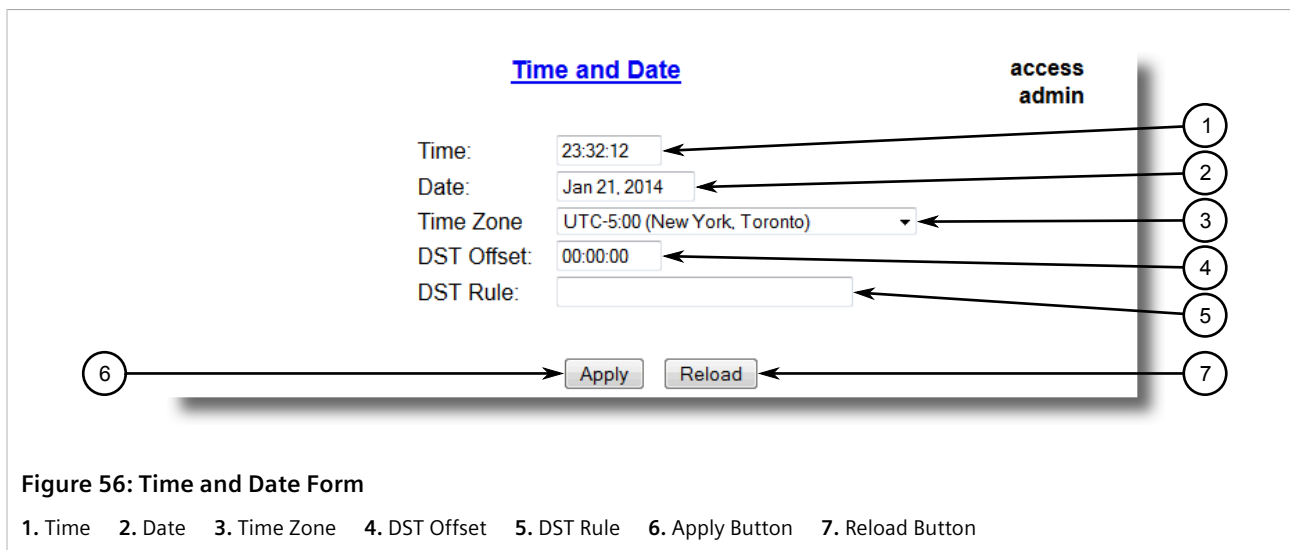 Time and Date
access
admin
Time: 23:32:12
1
Date: Jan 21, 2014
2
Time Zone UTC-5:00 (New York, Toronto)
3
DST Offset: 00:00:00
4
DST Rule:
5
6
Apply Reload
7
Figure 56: Time and Date Form
1. Time 2. Date 3. Time Zone 4. DST Offset 5. DST Rule 6. Apply Button 7. Reload Button